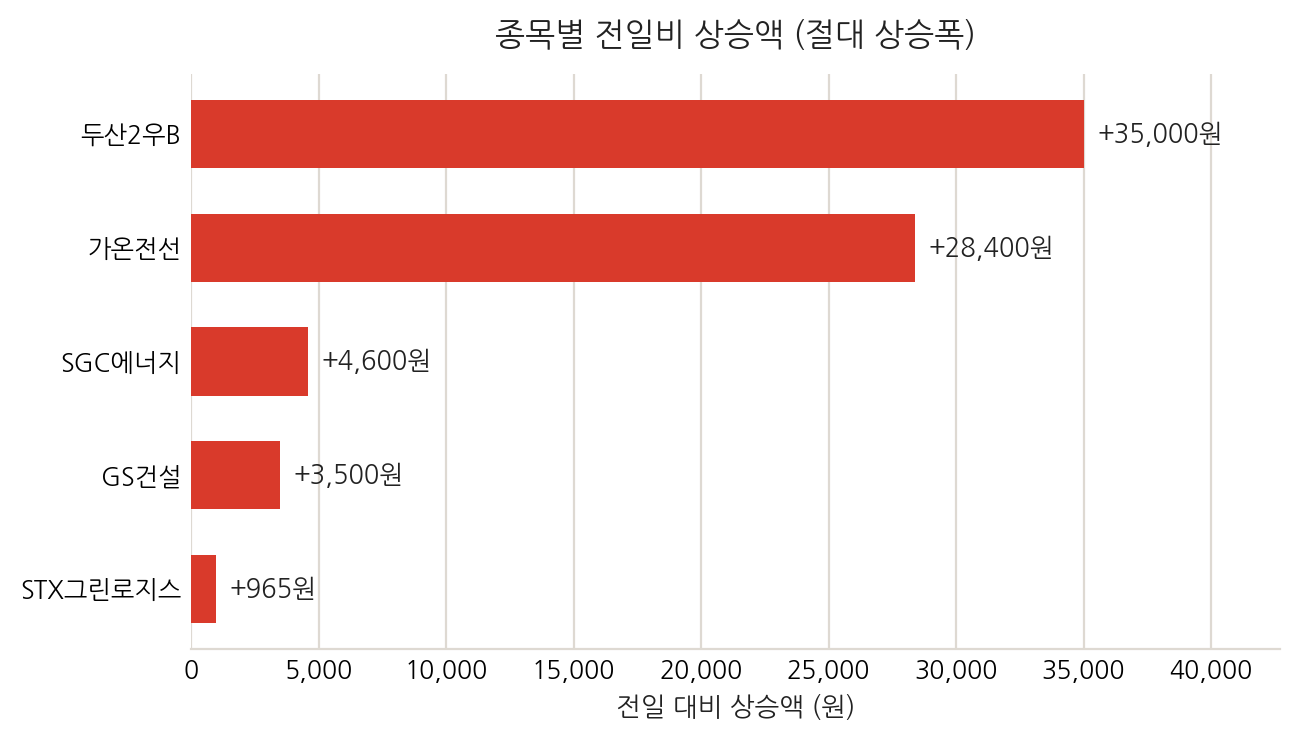 종목별 전일비 상승액 (절대 상승폭)
두산2우B
+35,000원
가온전선
+28,400원
SGC에너지
+4,600원
GS건설
+3,500원
STX그린로지스
+965원
0 5,000 10,000 15,000 20,000 25,000 30,000 35,000 40,000
전일 대비 상승액 (원)